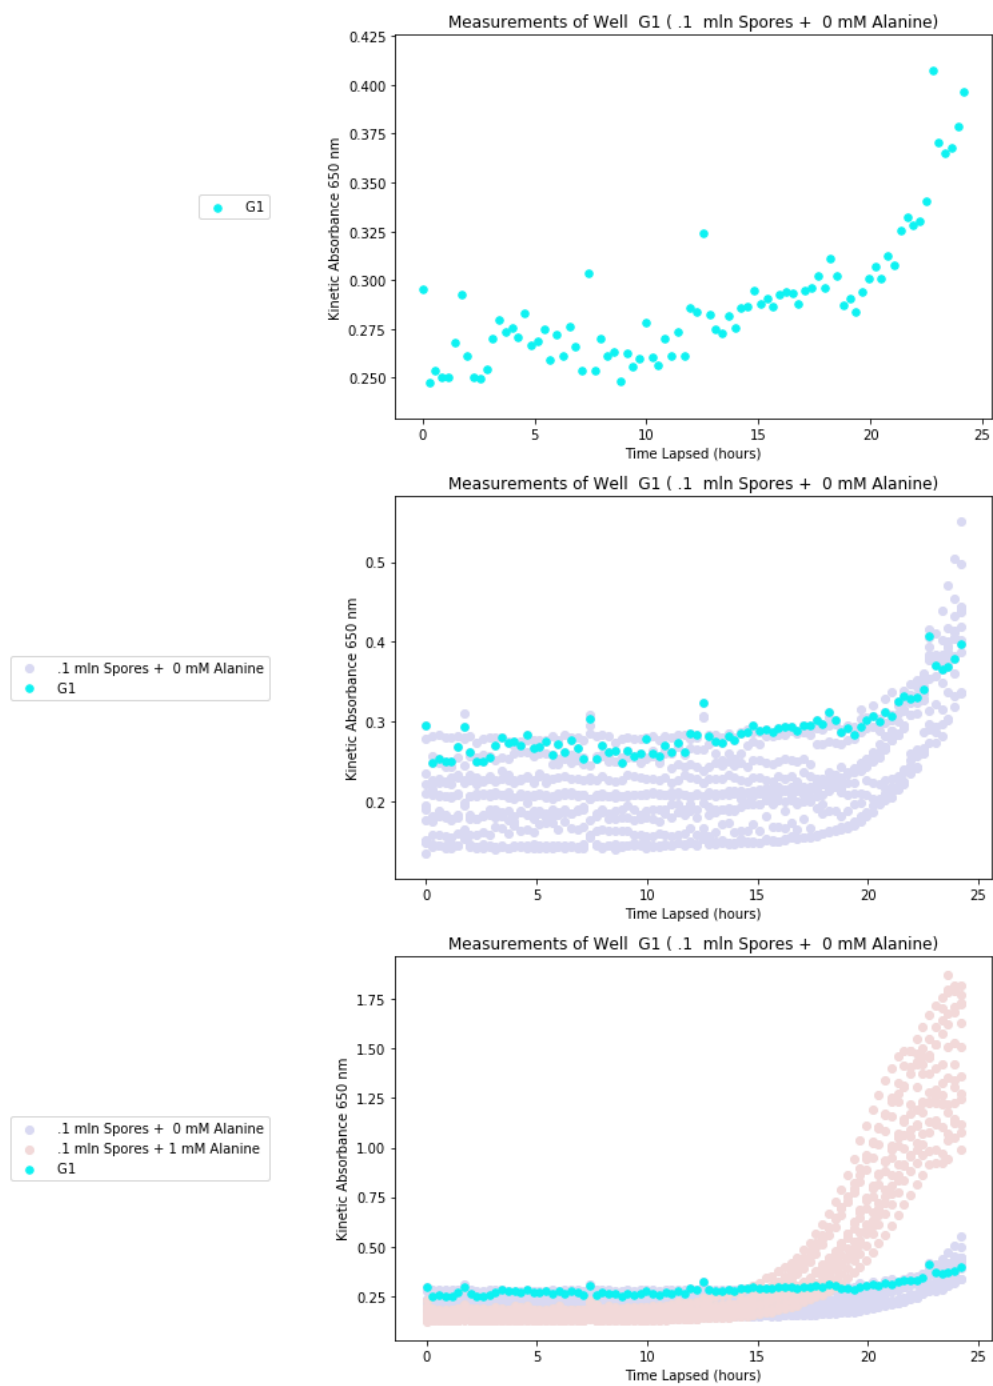 Measurements of Well  G1 ( .1  mln Spores +  0 mM Alanine)
0.425
0.400
0.375
0.350
0.325
0.300
0.275
0.250
Kinetic Absorbance 650 nm
G1
0 5 10 15 20 25
Time Lapsed (hours)
Measurements of Well  G1 ( .1  mln Spores +  0 mM Alanine)
0.5
0.4
0.3
0.2
Kinetic Absorbance 650 nm
.1 mln Spores +  0 mM Alanine
G1
0 5 10 15 20 25
Time Lapsed (hours)
Measurements of Well  G1 ( .1  mln Spores +  0 mM Alanine)
1.75
1.50
1.25
1.00
0.75
0.50
0.25
Kinetic Absorbance 650 nm
.1 mln Spores +  0 mM Alanine
.1 mln Spores + 1 mM Alanine
G1
0 5 10 15 20 25
Time Lapsed (hours)